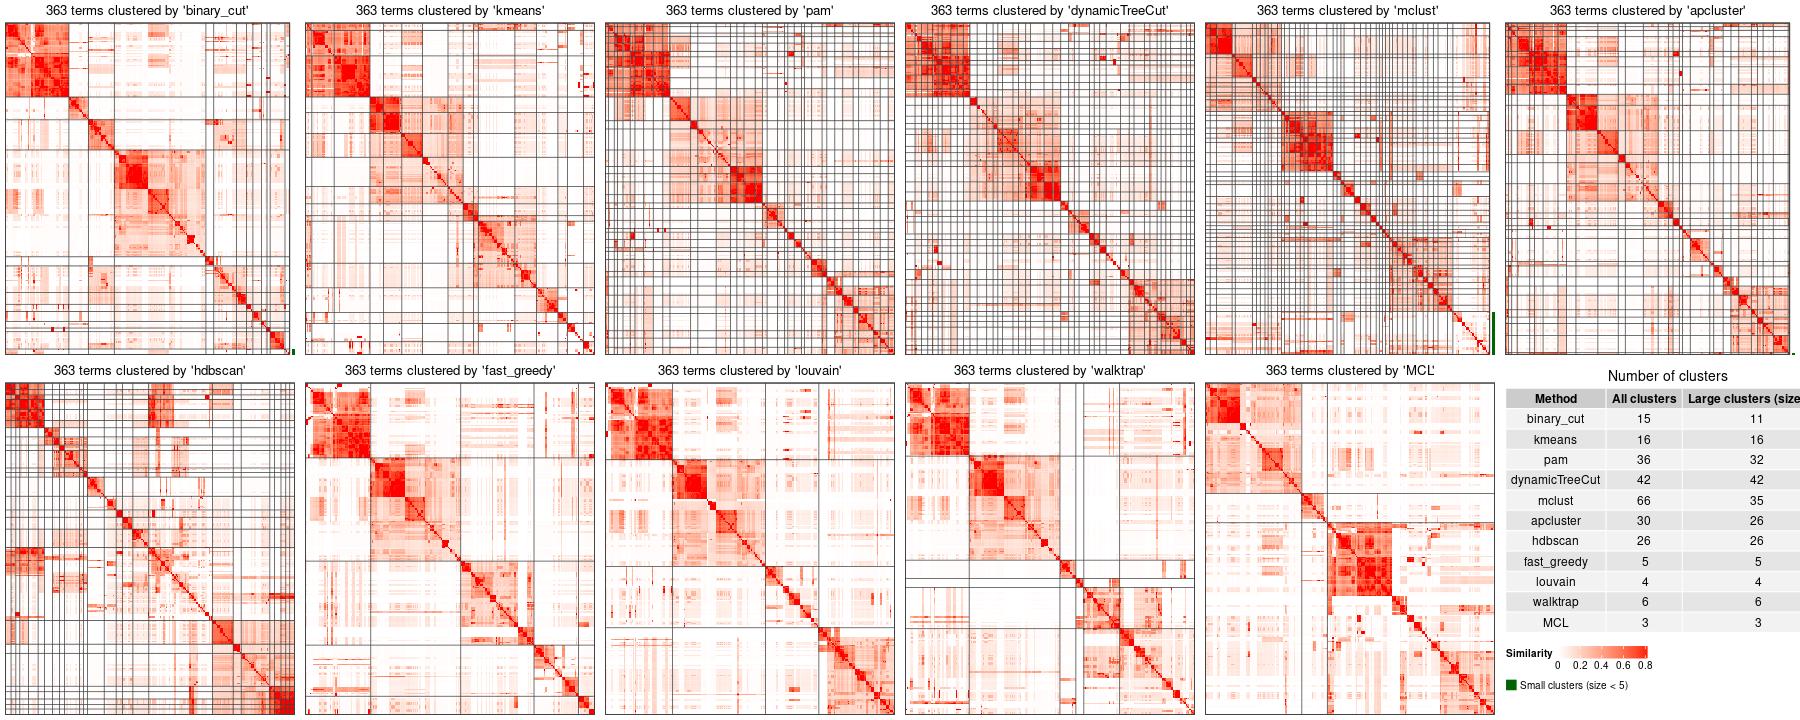 363 terms clustered by 'binary_cut'
363 terms clustered by 'kmeans'
363 terms clustered by 'pam'
363 terms clustered by 'dynamicTreeCut'
363 terms clustered by 'mclust'
363 terms clustered by 'apcluster'
363 terms clustered by 'hdbscan'
363 terms clustered by 'fast_greedy'
363 terms clustered by 'louvain'
363 terms clustered by 'walktrap'
363 terms clustered by 'MCL'
Number of clusters
Method All clusters Large clusters (size
binary_cut 15 11
kmeans 16 16
pam 36 32
dynamicTreeCut 42 42
mclust 66 35
apcluster 30 26
hdbscan 26 26
fast_greedy 5 5
louvain 4 4
walktrap 6 6
MCL 3 3
Similarity
0 0.2 0.4 0.6 0.8
Small clusters (size < 5)